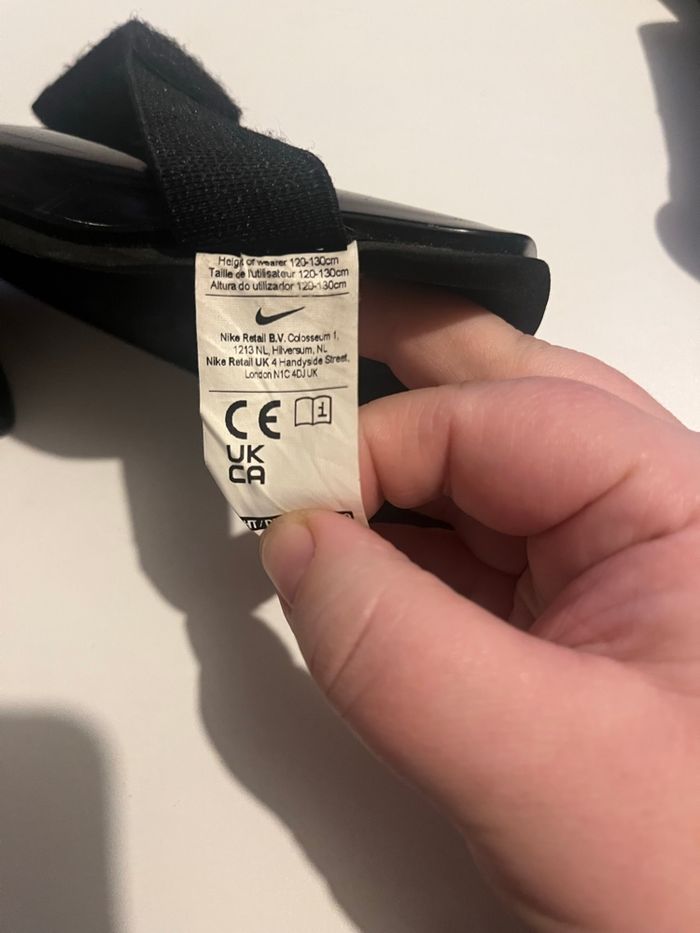 Height of wearer 120-130cm
Taille de l'utilisateur 120-130cm
Altura do utilizador 120-130cm
Nike Retail B.V. Colosseum 1,
1213 NL, Hilversum, NL
Nike Retail UK 4 Handyside Street,
London N1C 4DJ UK
CE i
UK
CA